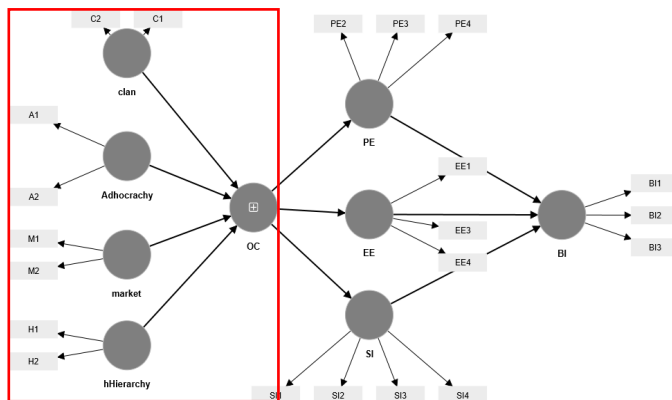 C2 C1
PE2 PE3 PE4
clan
A1
PE
Adhocrachy
EE1
BI1
A2
BI2
OC
EE
EE3
BI
BI3
M1
M2
EE4
market
H1
H2
SI
hHierarchy
SI2 SI3 SI4